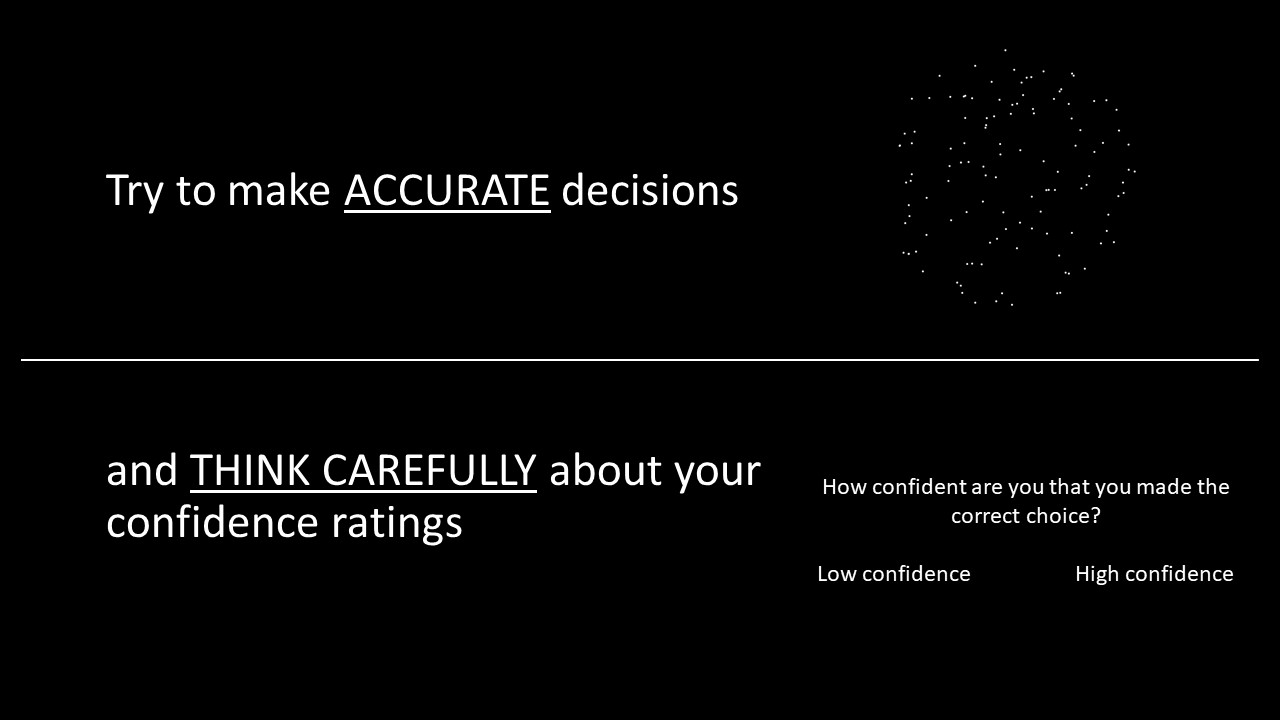 Try to make ACCURATE decisions
and THINK CAREFULLY about your
confidence ratings
How confident are you that you made the
correct choice?
Low confidence
High confidence